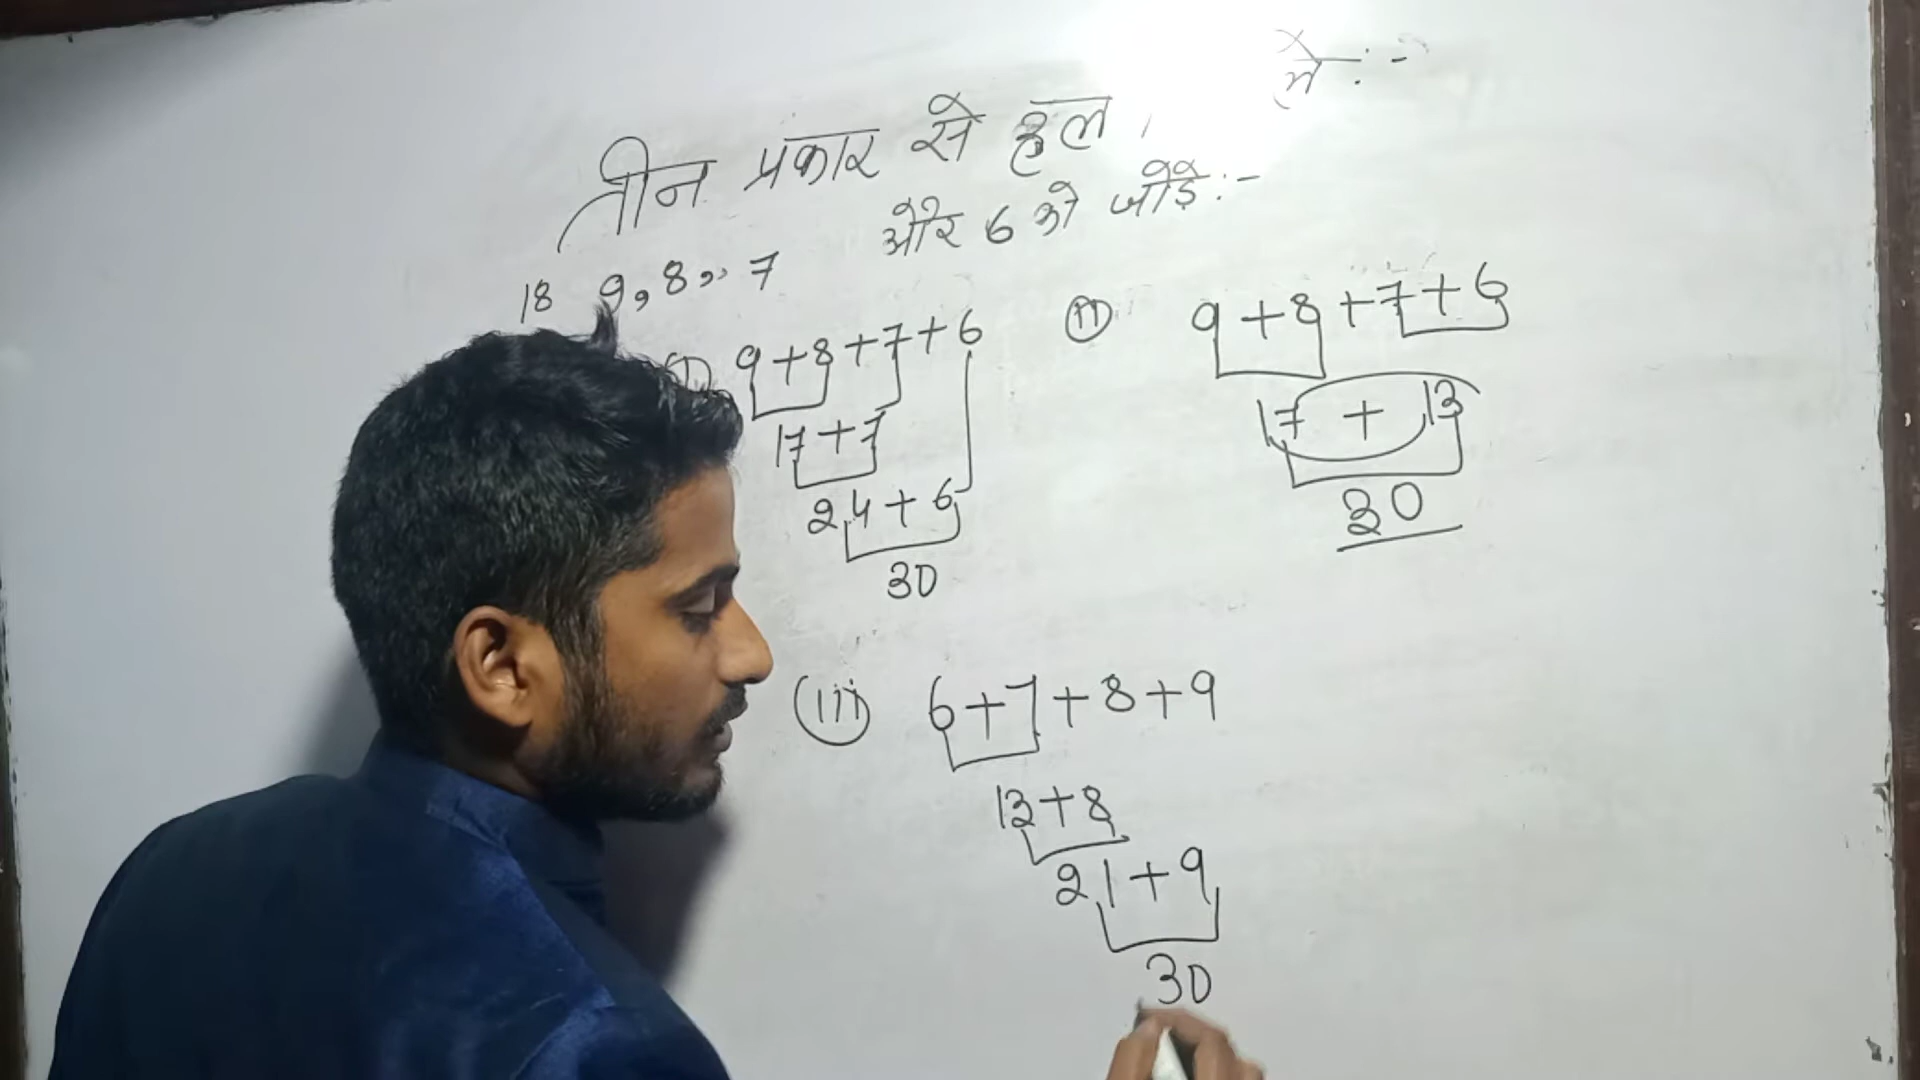 में :-
तीन प्रकार से हल
18 9, 8,, 7 और 6 को जोड़े :-
(i) 9+8+7+6
17+7
24+6
30
(ii) 9+8+7+6
17 + 13
30
(iii) 6+7+8+9
13+8
21+9
30